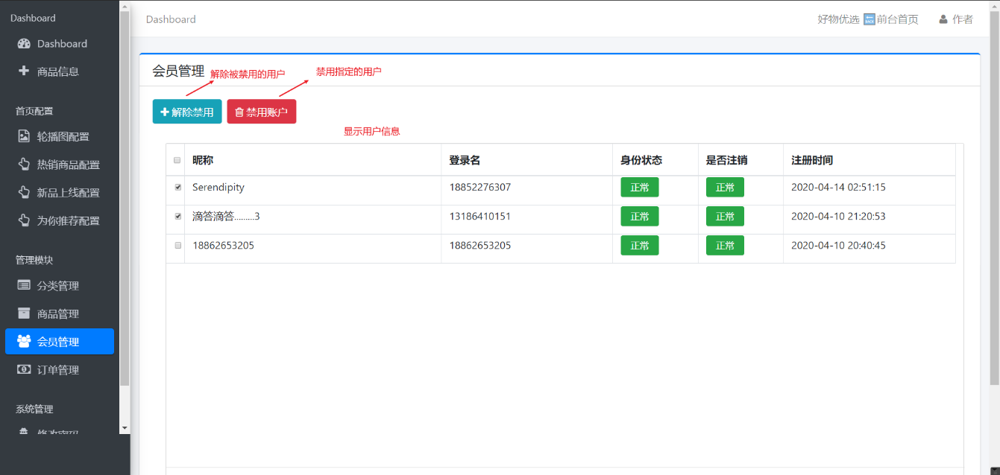 Dashboard
Dashboard
商品信息
首页配置
轮播图配置
热销商品配置
新品上线配置
为你推荐配置
管理模块
分类管理
商品管理
会员管理
订单管理
系统管理
修改密码
Dashboard
好物优选 BACK 前台首页 作者
会员管理
解除被禁用的用户
禁用指定的用户
解除禁用 禁用账户
显示用户信息
昵称 登录名 身份状态 是否注销 注册时间
Serendipity 18852276307 正常 正常 2020-04-14 02:51:15
滴答滴答.........3 13186410151 正常 正常 2020-04-10 21:20:53
18862653205 18862653205 正常 正常 2020-04-10 20:40:45